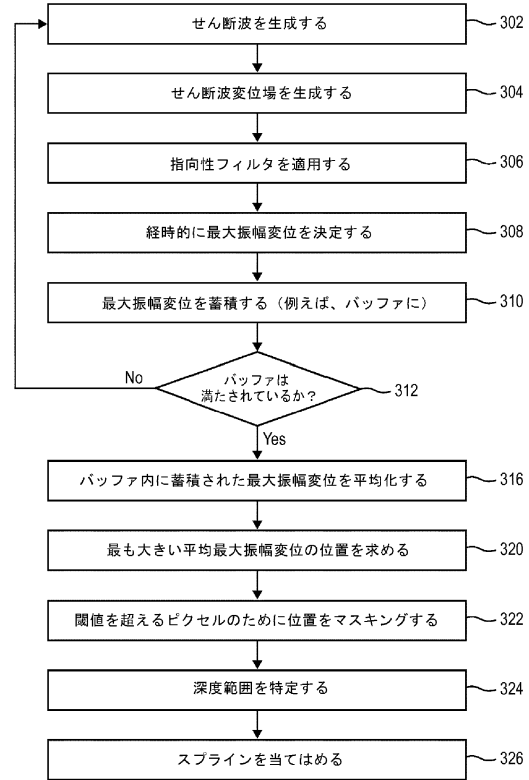 せん断波を生成する
302
せん断波変位場を生成する
304
指向性フィルタを適用する
306
経時的に最大振幅変位を決定する
308
最大振幅変位を蓄積する（例えば、バッファに）
310
バッファは
満たされているか？
312
No
Yes
バッファ内に蓄積された最大振幅変位を平均化する
316
最も大きい平均最大振幅変位の位置を求める
320
閾値を超えるピクセルのために位置をマスキングする
322
深度範囲を特定する
324
スプラインを当てはめる
326